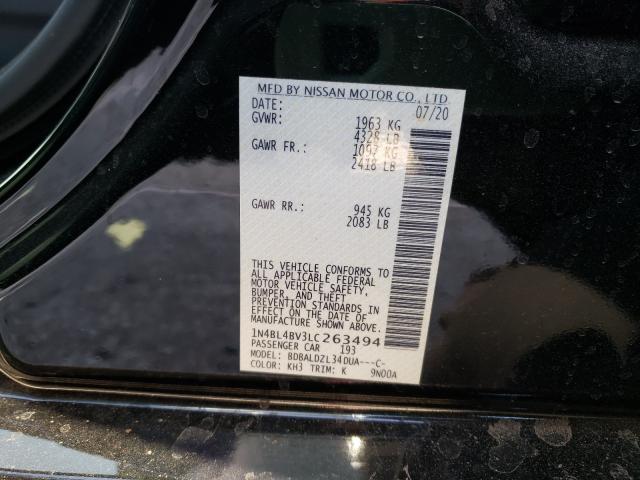 MFD BY NISSAN MOTOR CO., LTD
DATE: 07/20
GVWR: 1963 KG
4328 LB
GAWR FR.: 1097 KG
2418 LB
GAWR RR.: 945 KG
2083 LB
THIS VEHICLE CONFORMS TO
ALL APPLICABLE FEDERAL
MOTOR VEHICLE SAFETY,
BUMPER, AND THEFT
PREVENTION STANDARDS IN
EFFECT ON THE DATE OF
MANUFACTURE SHOWN ABOVE.
1N4BL4BV3LC263494
PASSENGER CAR 193
MODEL: BDBALDZL34DUA---C-
COLOR: KH3 TRIM: K 9N00A